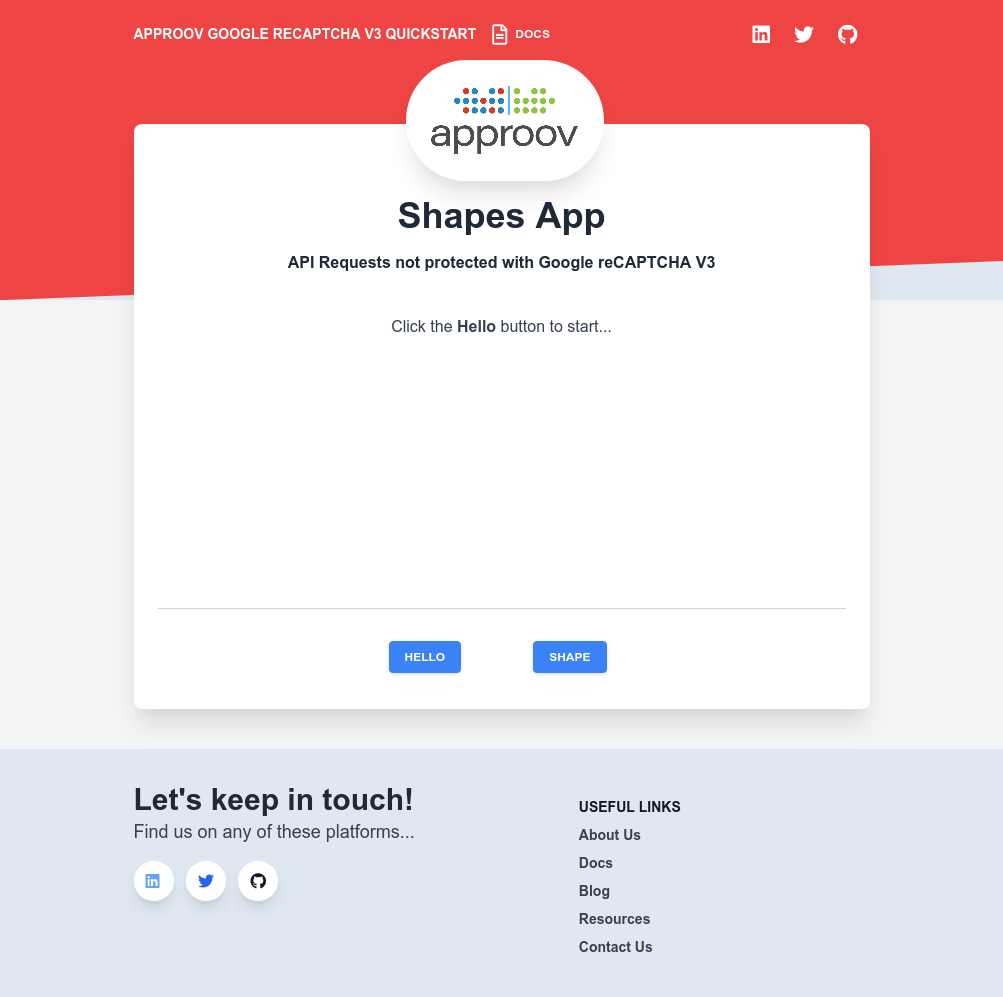 APPROOV GOOGLE RECAPTCHA V3 QUICKSTART DOCS
approov
Shapes App
API Requests not protected with Google reCAPTCHA V3
Click the Hello button to start...
HELLO SHAPE
Let's keep in touch!
Find us on any of these platforms...
USEFUL LINKS
About Us
Docs
Blog
Resources
Contact Us